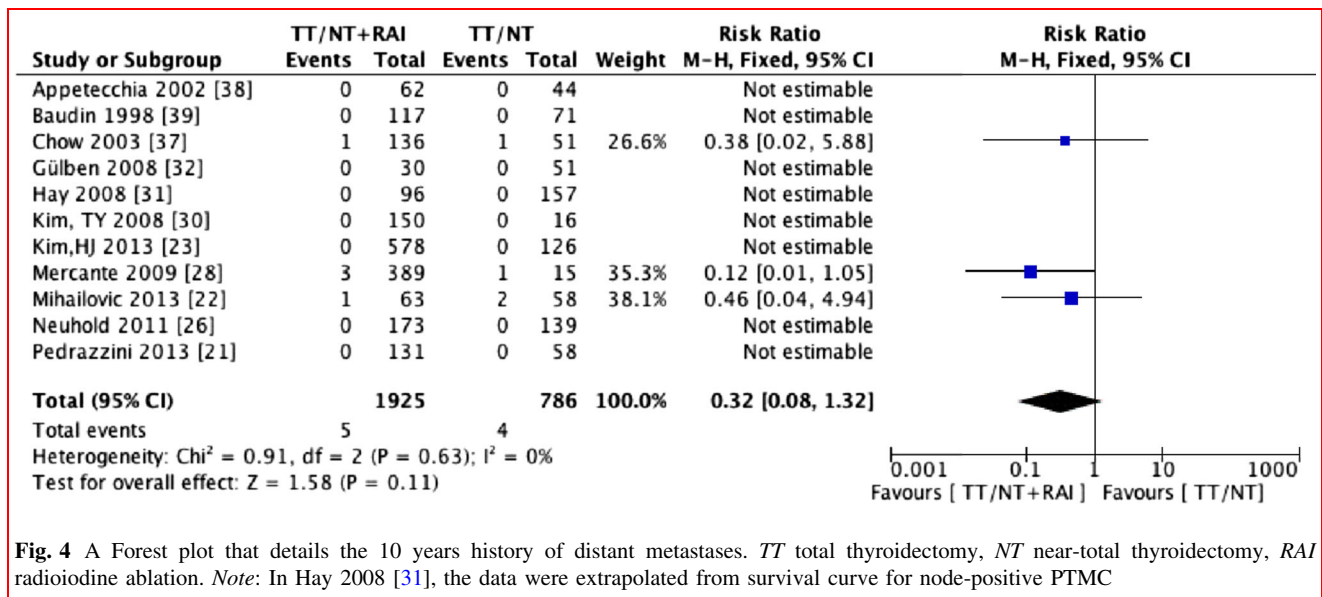 TT/NT+RAI TT/NT Risk Ratio Risk Ratio
Study or Subgroup Events Total Events Total Weight M-H, Fixed, 95% CI M-H, Fixed, 95% CI
Appetecchia 2002 [38] 0 62 0 44 Not estimable
Baudin 1998 [39] 0 117 0 71 Not estimable
Chow 2003 [37] 1 136 1 51 26.6% 0.38 [0.02, 5.88]
Gülben 2008 [32] 0 30 0 51 Not estimable
Hay 2008 [31] 0 96 0 157 Not estimable
Kim, TY 2008 [30] 0 150 0 16 Not estimable
Kim,HJ 2013 [23] 0 578 0 126 Not estimable
Mercante 2009 [28] 3 389 1 15 35.3% 0.12 [0.01, 1.05]
Mihailovic 2013 [22] 1 63 2 58 38.1% 0.46 [0.04, 4.94]
Neuhold 2011 [26] 0 173 0 139 Not estimable
Pedrazzini 2013 [21] 0 131 0 58 Not estimable
Total (95% CI) 1925 786 100.0% 0.32 [0.08, 1.32]
Total events 5 4
Heterogeneity: Chi² = 0.91, df = 2 (P = 0.63); I² = 0%
Test for overall effect: Z = 1.58 (P = 0.11)
0.001 0.1 1 10 1000
Favours [ TT/NT+RAI ] Favours [ TT/NT]
Fig. 4 A Forest plot that details the 10 years history of distant metastases. TT total thyroidectomy, NT near-total thyroidectomy, RAI
radioiodine ablation. Note: In Hay 2008 [31], the data were extrapolated from survival curve for node-positive PTMC